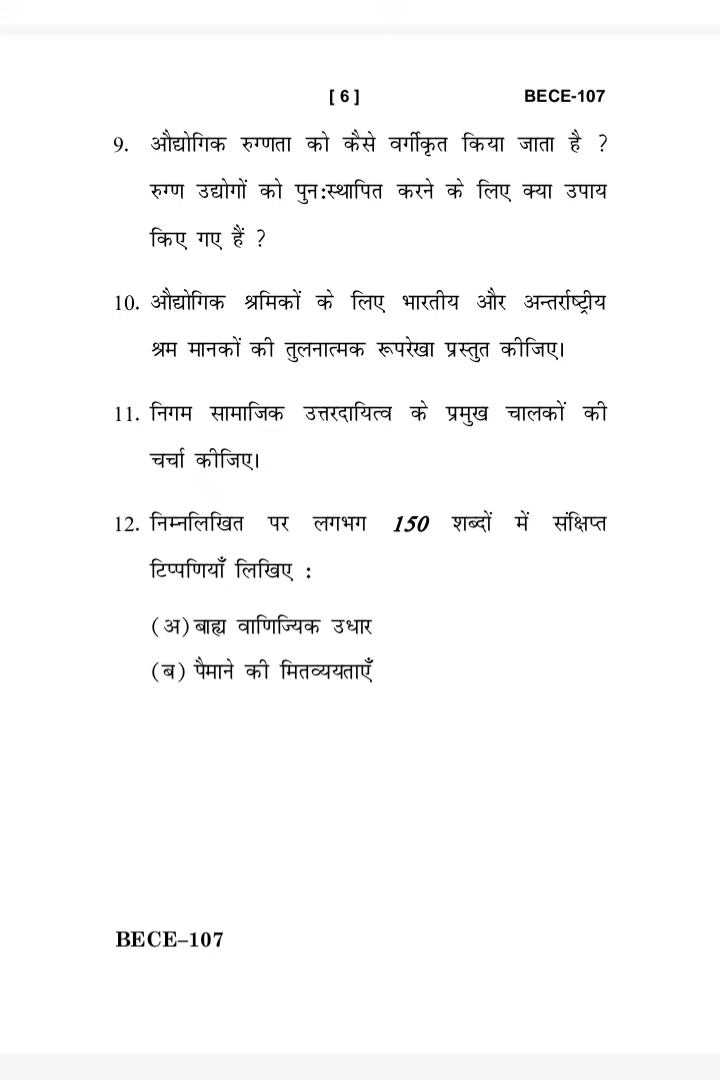 [ 6 ] BECE-107
9. औद्योगिक रुग्णता को कैसे वर्गीकृत किया जाता है ?
रुग्ण उद्योगों को पुन:स्थापित करने के लिए क्या उपाय
किए गए हैं ?
10. औद्योगिक श्रमिकों के लिए भारतीय और अन्तर्राष्ट्रीय
श्रम मानकों की तुलनात्मक रूपरेखा प्रस्तुत कीजिए।
11. निगम सामाजिक उत्तरदायित्व के प्रमुख चालकों की
चर्चा कीजिए।
12. निम्नलिखित पर लगभग 150 शब्दों में संक्षिप्त
टिप्पणियाँ लिखिए :
(अ) बाह्य वाणिज्यिक उधार
(ब) पैमाने की मितव्ययताएँ
BECE–107